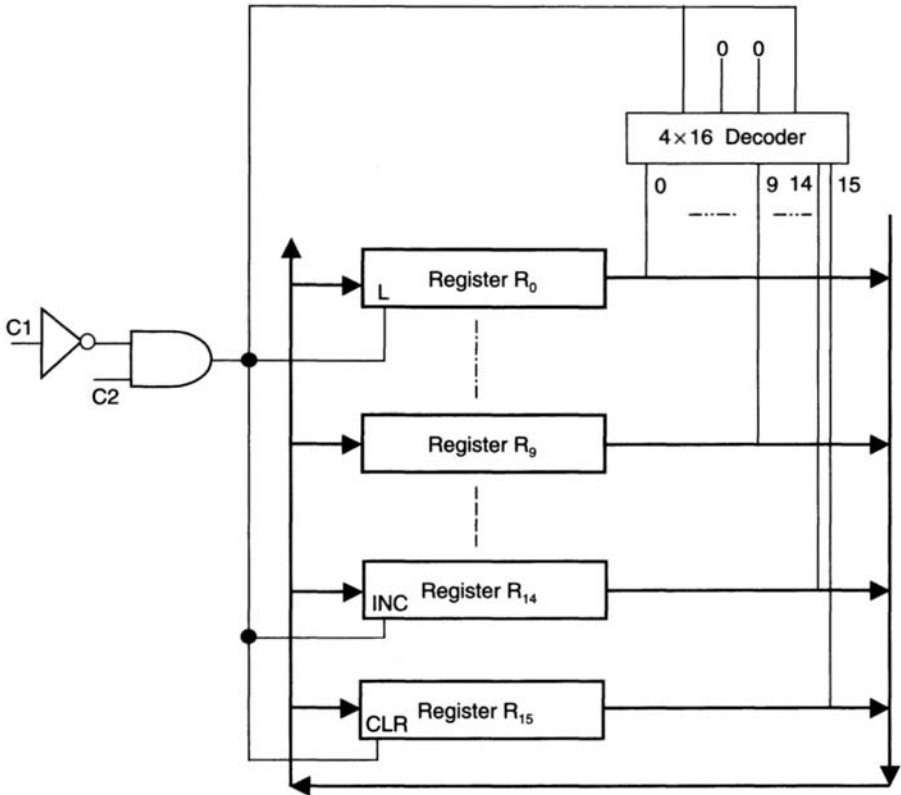 0 0
4×16 Decoder
0 9 14 15
Register R₀
L
C1
C2
Register R₉
Register R₁₄
INC
Register R₁₅
CLR